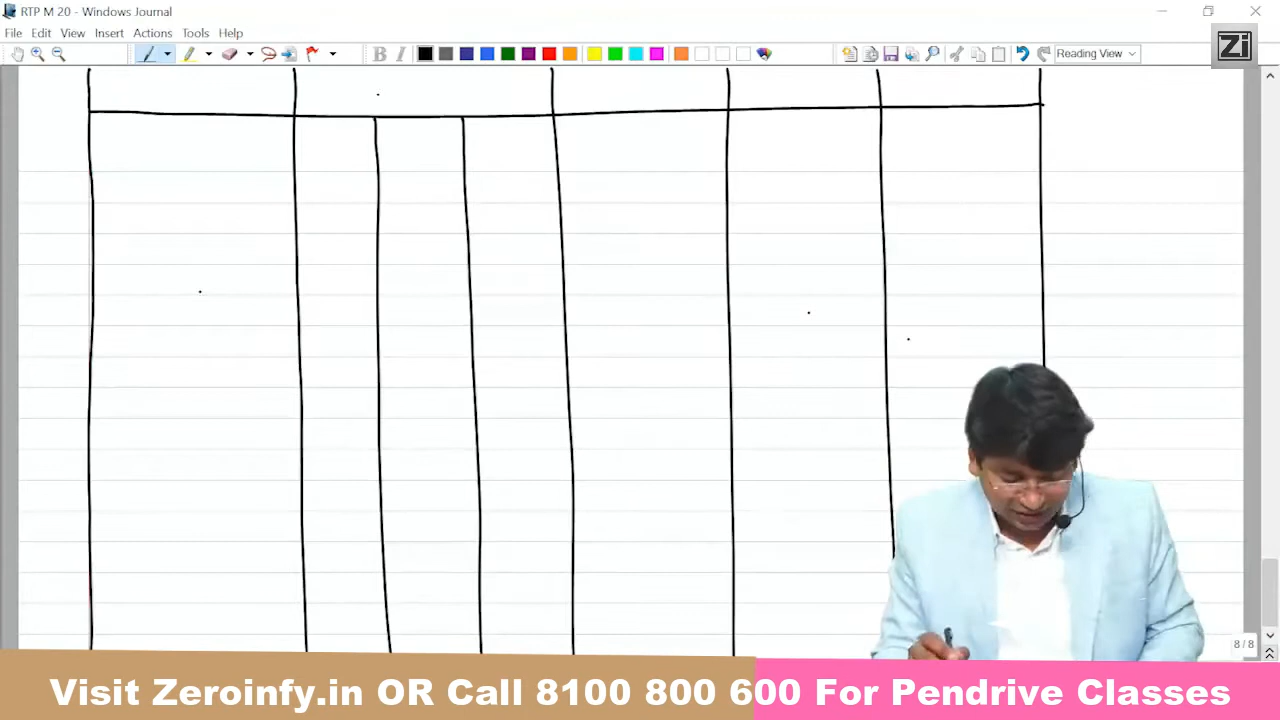 RTP M 20 - Windows Journal
File Edit View Insert Actions Tools Help
B I
Reading View
Zi
8 / 8
Visit Zeroinfy.in OR Call 8100 800 600 For Pendrive Classes